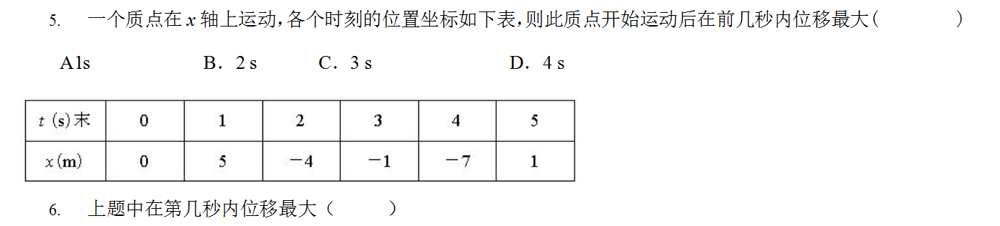 5. 一个质点在 x 轴上运动,各个时刻的位置坐标如下表,则此质点开始运动后在前几秒内位移最大( )
A1s B．2 s C．3 s D．4 s
t (s)末 0 1 2 3 4 5
x(m) 0 5 －4 －1 －7 1
6. 上题中在第几秒内位移最大（ ）